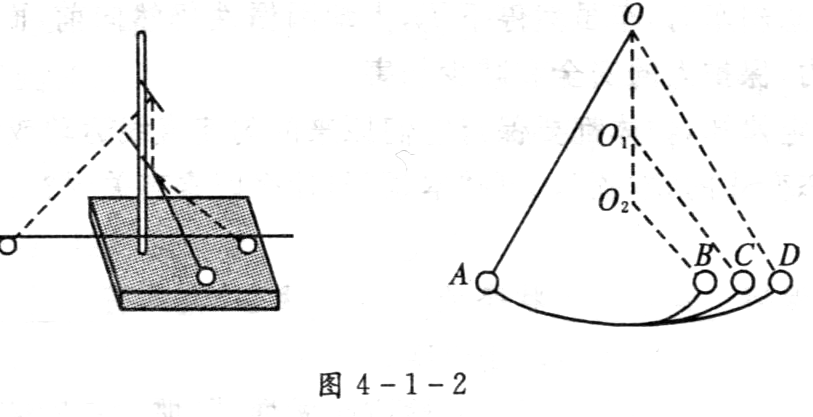 O
O₁
O₂
A
B C D
图 4-1-2